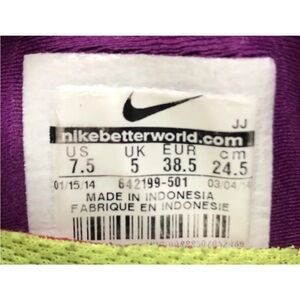 JJ
nikebetterworld.com
US UK EUR cm
7.5 5 38.5 24.5
01/15/14 642199-501 03/04/14
MADE IN INDONESIA
FABRIQUE EN INDONÉSIE